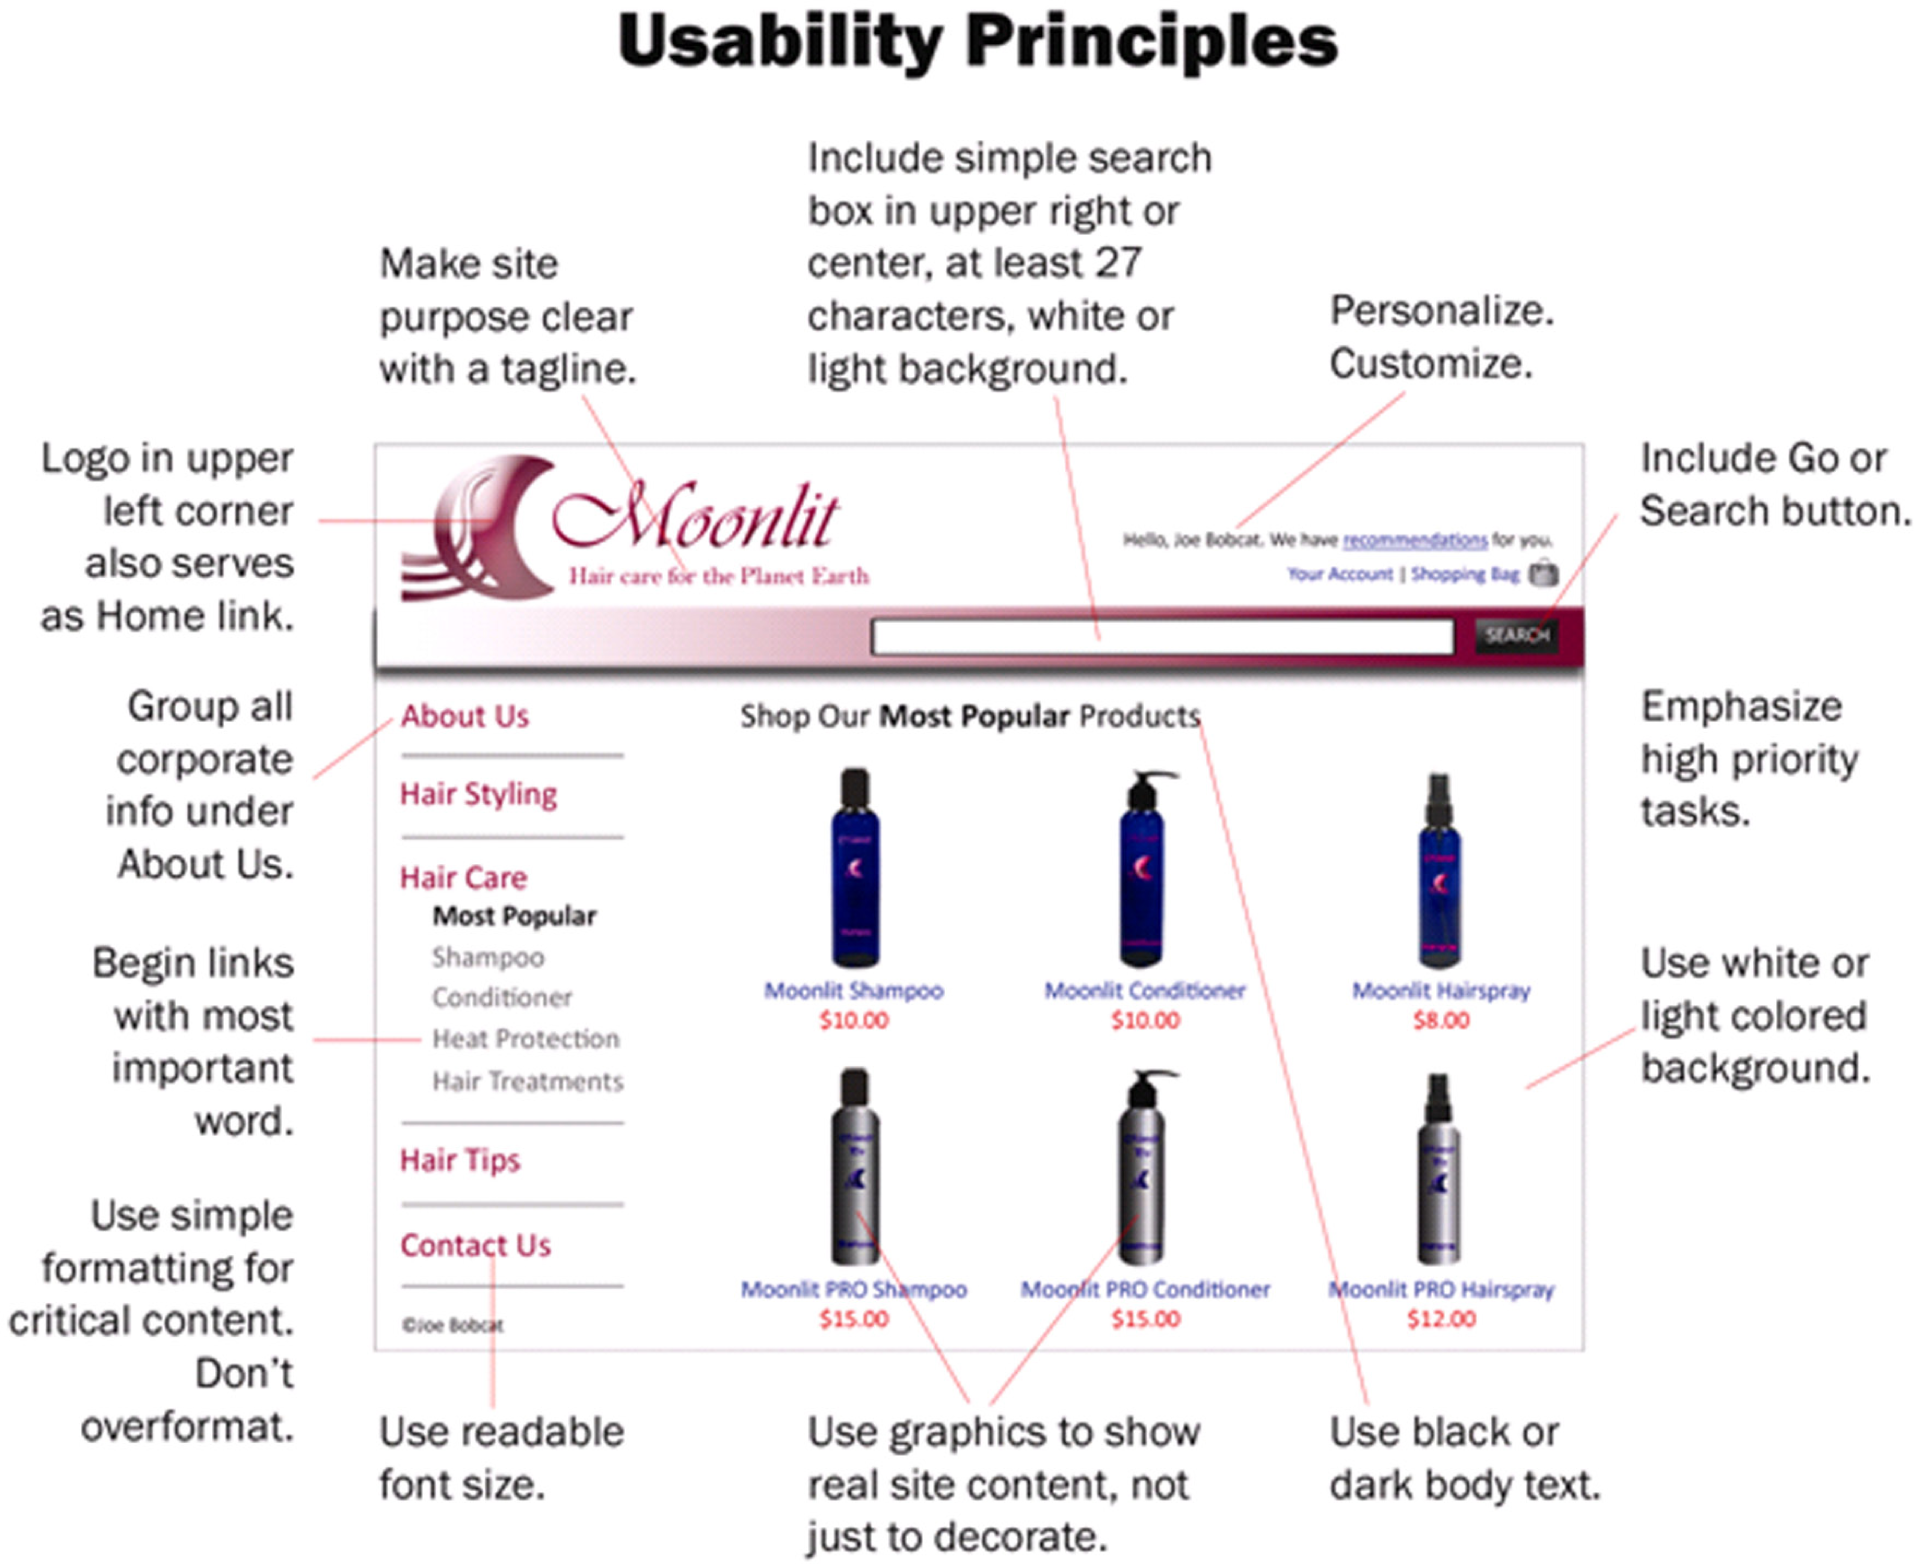 Usability Principles
Include simple search
box in upper right or
center, at least 27
characters, white or
light background.
Make site
purpose clear
with a tagline.
Personalize.
Customize.
Logo in upper
left corner
also serves
as Home link.
Include Go or
Search button.
Moonlit
Hair care for the Planet Earth
Hello, Joe Bobcat. We have recommendations for you.
Your Account | Shopping Bag
SEARCH
Group all
corporate
info under
About Us.
Begin links
with most
important
word.
Use simple
formatting for
critical content.
Don't
overformat.
About Us
Hair Styling
Hair Care
Most Popular
Shampoo
Conditioner
Heat Protection
Hair Treatments
Hair Tips
Contact Us
©Joe Bobcat
Shop Our Most Popular Products
Moonlit Shampoo
$10.00
Moonlit Conditioner
$10.00
Moonlit Hairspray
$8.00
Moonlit PRO Shampoo
$15.00
Moonlit PRO Conditioner
$15.00
Moonlit PRO Hairspray
$12.00
Emphasize
high priority
tasks.
Use white or
light colored
background.
Use readable
font size.
Use graphics to show
real site content, not
just to decorate.
Use black or
dark body text.